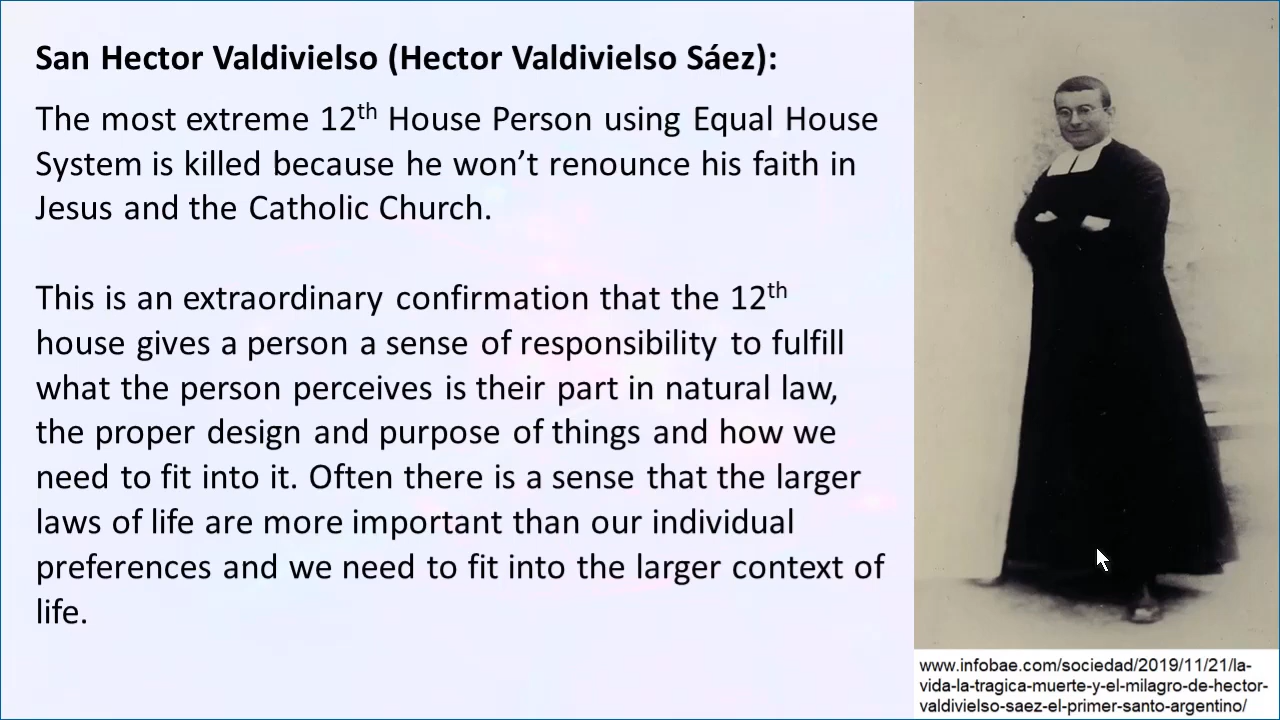 San Hector Valdivielso (Hector Valdivielso Sáez):
The most extreme 12th House Person using Equal House
System is killed because he won’t renounce his faith in
Jesus and the Catholic Church.
This is an extraordinary confirmation that the 12th
house gives a person a sense of responsibility to fulfill
what the person perceives is their part in natural law,
the proper design and purpose of things and how we
need to fit into it. Often there is a sense that the larger
laws of life are more important than our individual
preferences and we need to fit into the larger context of
life.
www.infobae.com/sociedad/2019/11/21/la-
vida-la-tragica-muerte-y-el-milagro-de-hector-
valdivielso-saez-el-primer-santo-argentino/